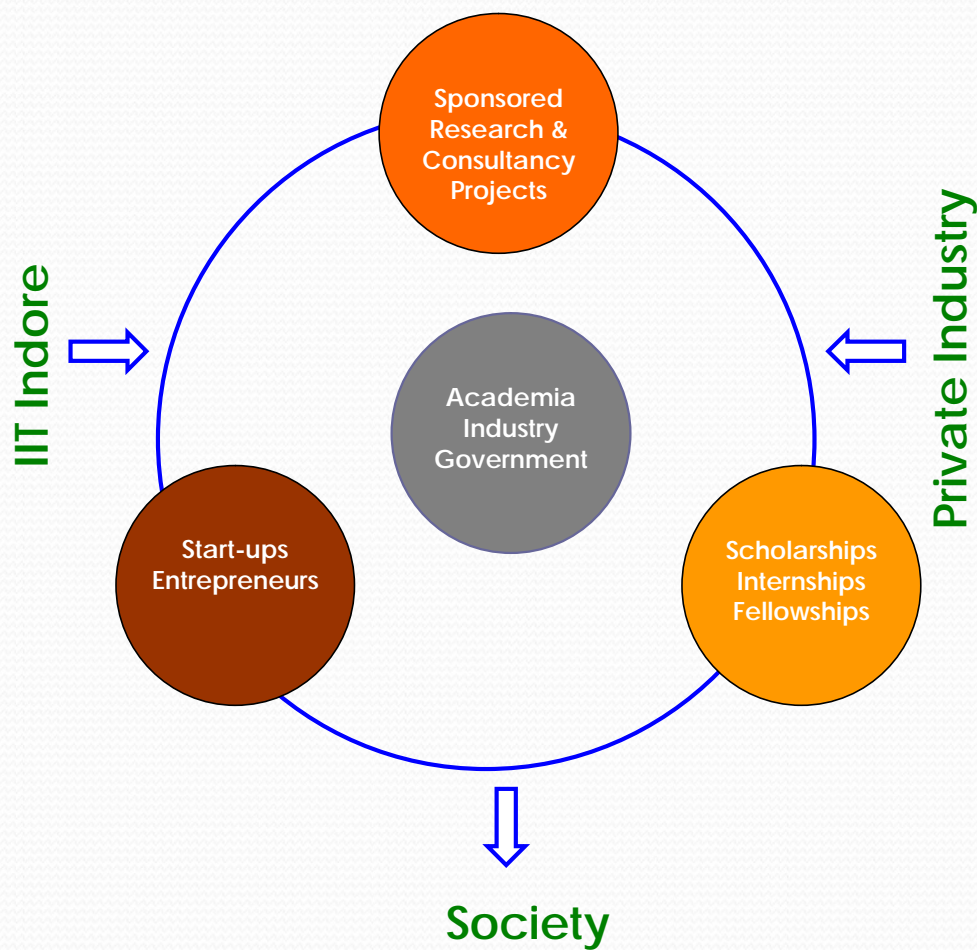 Sponsored
Research &
Consultancy
Projects
IIT Indore
Private Industry
Academia
Industry
Government
Start-ups
Entrepreneurs
Scholarships
Internships
Fellowships
Society